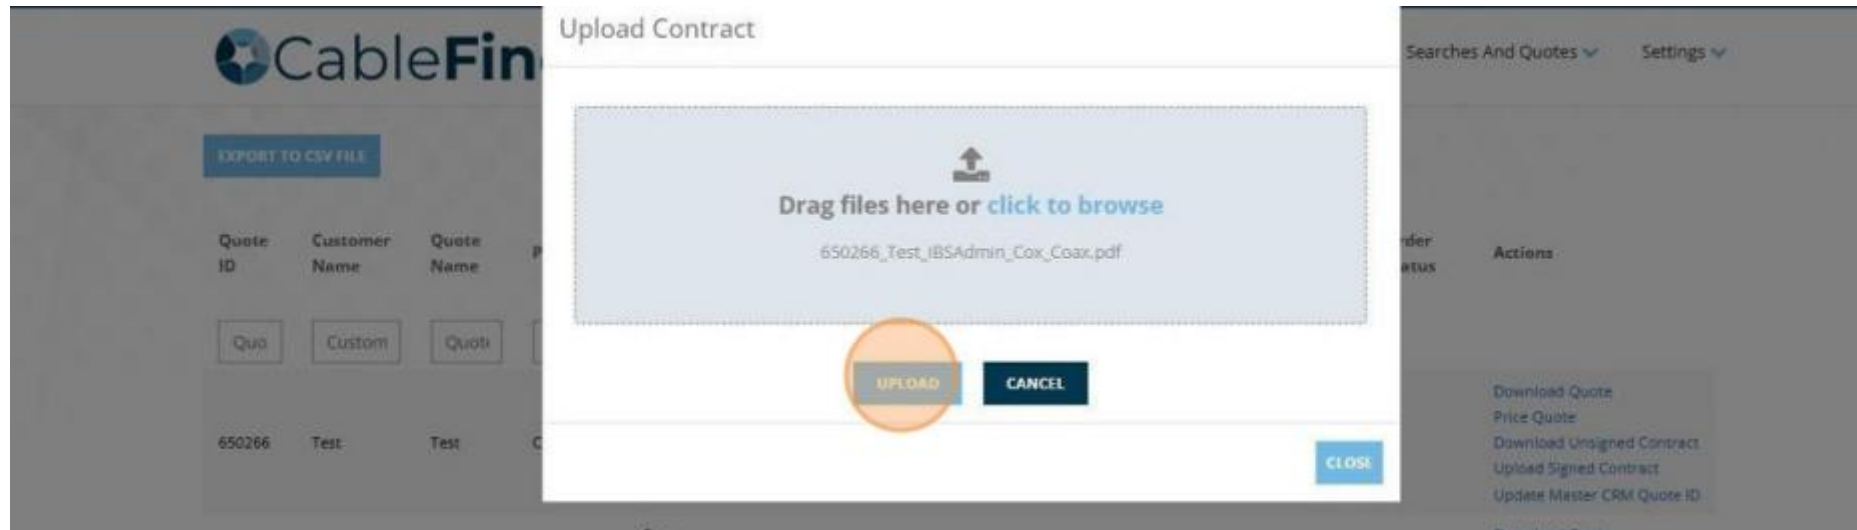 Upload Contract
CableFin
Searches And Quotes
Settings
EXPORT TO CSV FILE
Drag files here or click to browse
650266_Test_IBSAdmin_Cox_Coax.pdf
Quote ID
Customer Name
Quote Name
P
rder
atus
Actions
Quo
Custom
Quot
UPLOAD
CANCEL
650266
Test
Test
C
Download Quote
Price Quote
Download Unsigned Contract
Upload Signed Contract
Update Master CRM Quote ID
CLOSE